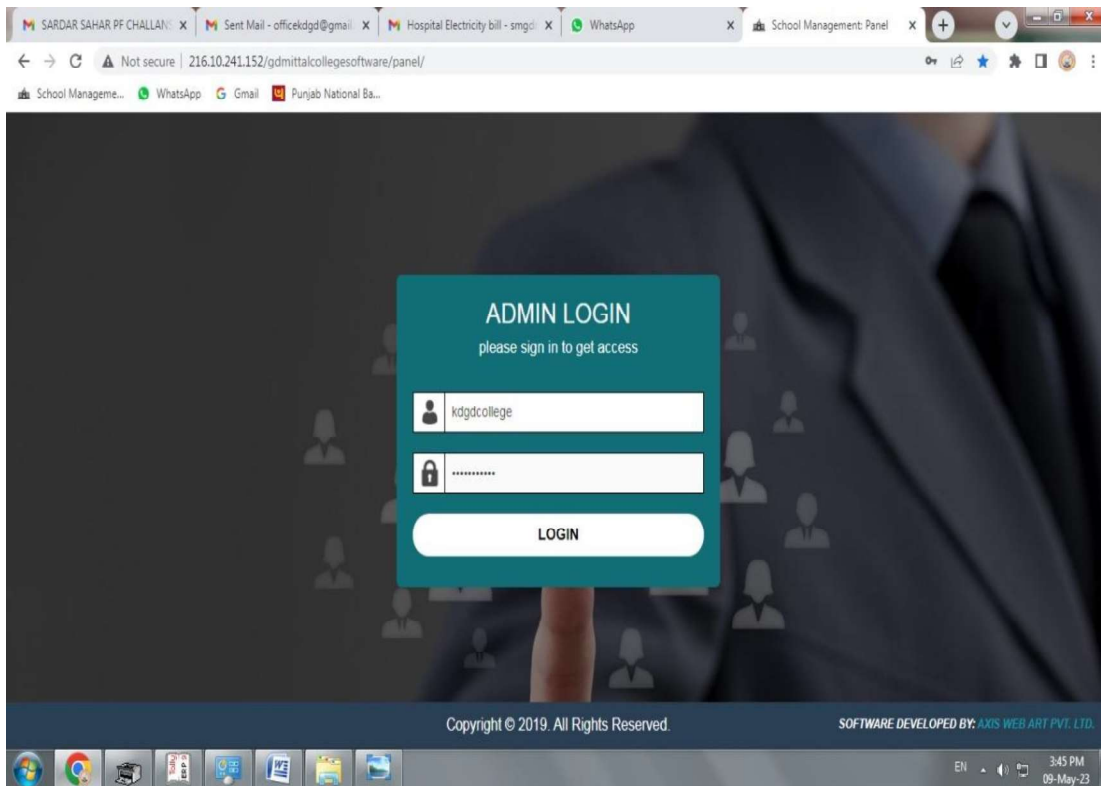 SARDAR SAHAR PF CHALLANS
Sent Mail - officekdgd@gmail.
Hospital Electricity bill - smgd
WhatsApp
School Management: Panel
Not secure | 216.10.241.152/gdmittalcollegesoftware/panel/
School Manageme...
WhatsApp
Gmail
Punjab National Ba...
ADMIN LOGIN
please sign in to get access
kdgdcollege
•••••••••••
LOGIN
Copyright © 2019. All Rights Reserved.
SOFTWARE DEVELOPED BY: AXIS WEB ART PVT. LTD.
EN
3:45 PM
09-May-23